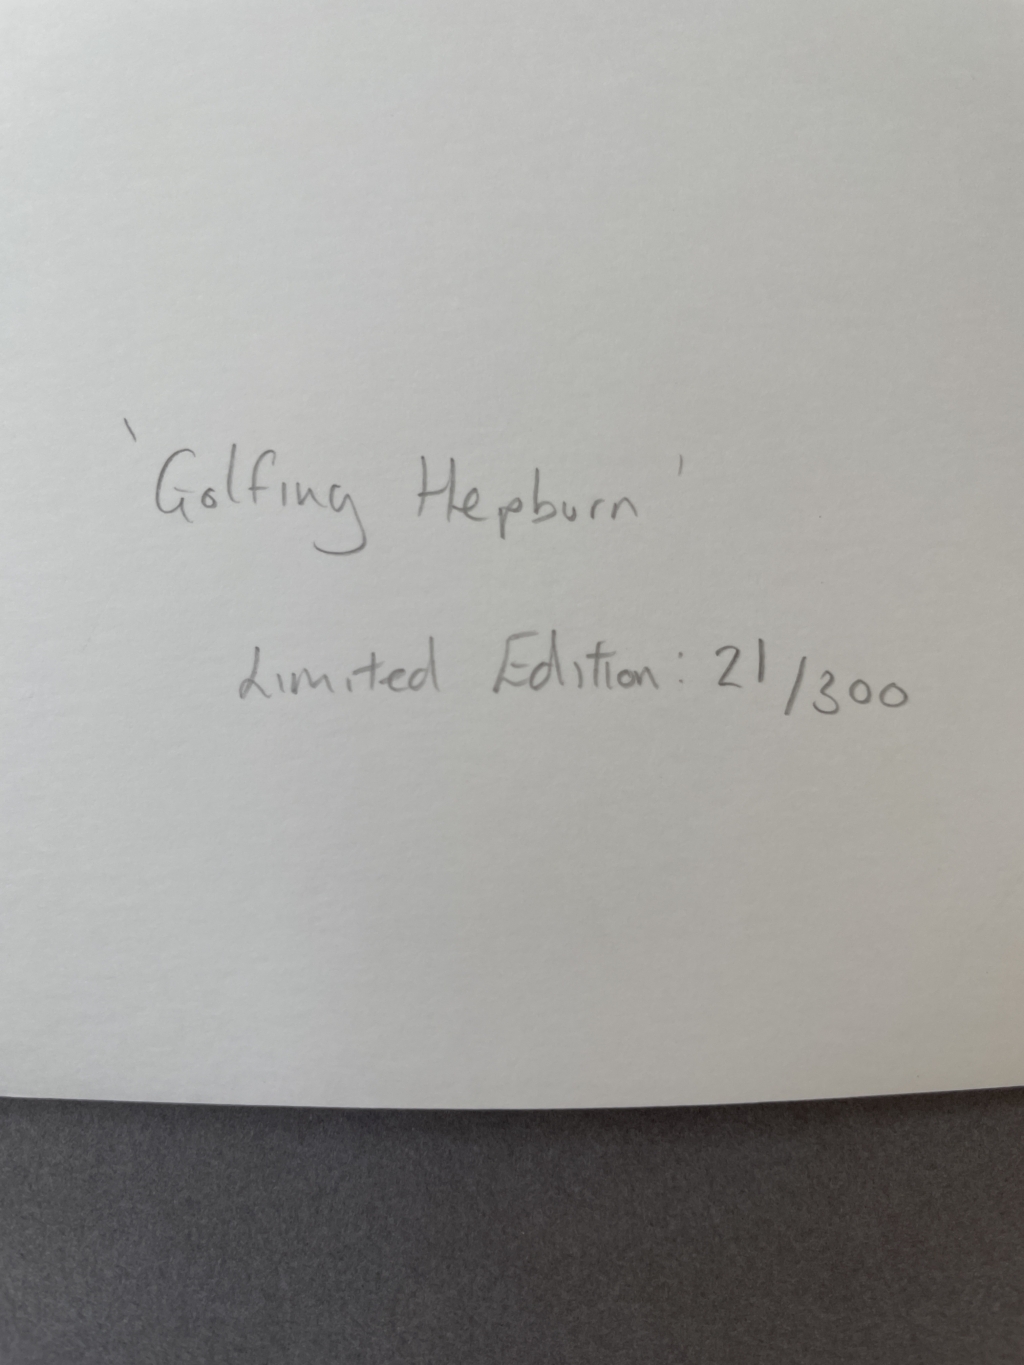 'Golfing Hepburn'
Limited Edition: 21/300